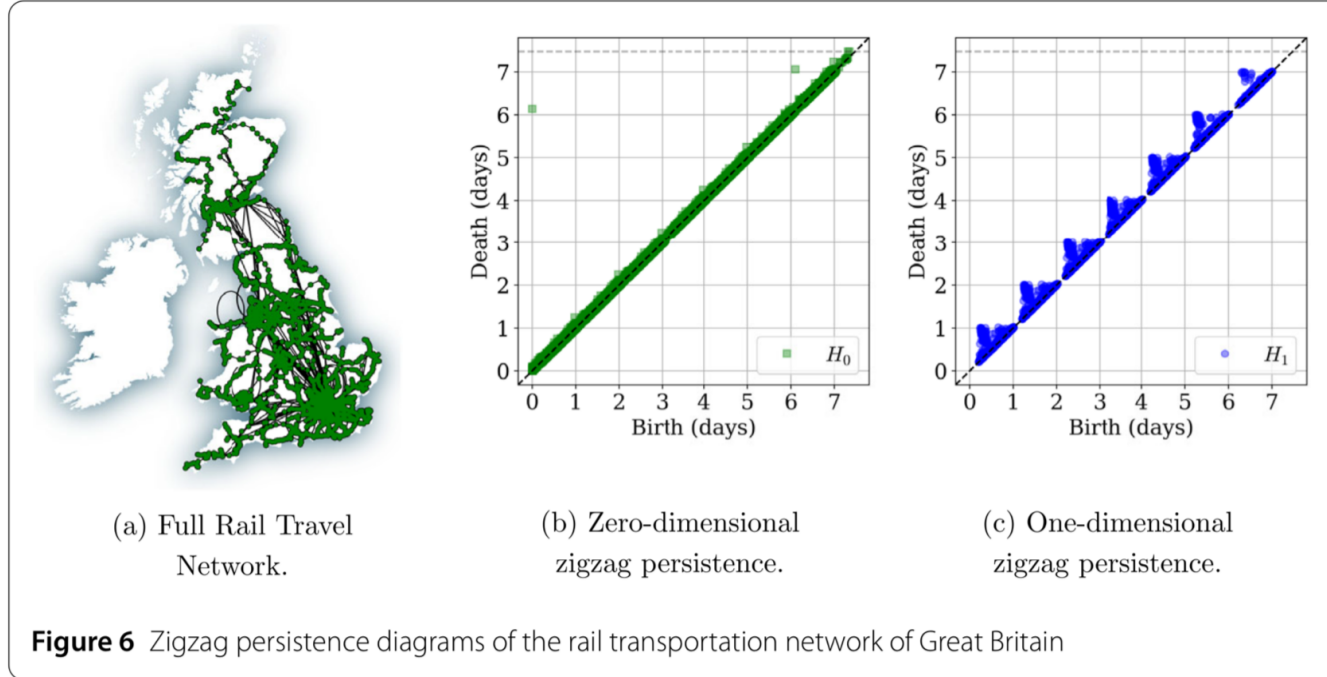 7
6
5
4
3
2
1
0
Death (days)
H₀
0 1 2 3 4 5 6 7
Birth (days)
7
6
5
4
3
2
1
0
Death (days)
H₁
0 1 2 3 4 5 6 7
Birth (days)
(a) Full Rail Travel
Network.
(b) Zero-dimensional
zigzag persistence.
(c) One-dimensional
zigzag persistence.
Figure 6 Zigzag persistence diagrams of the rail transportation network of Great Britain